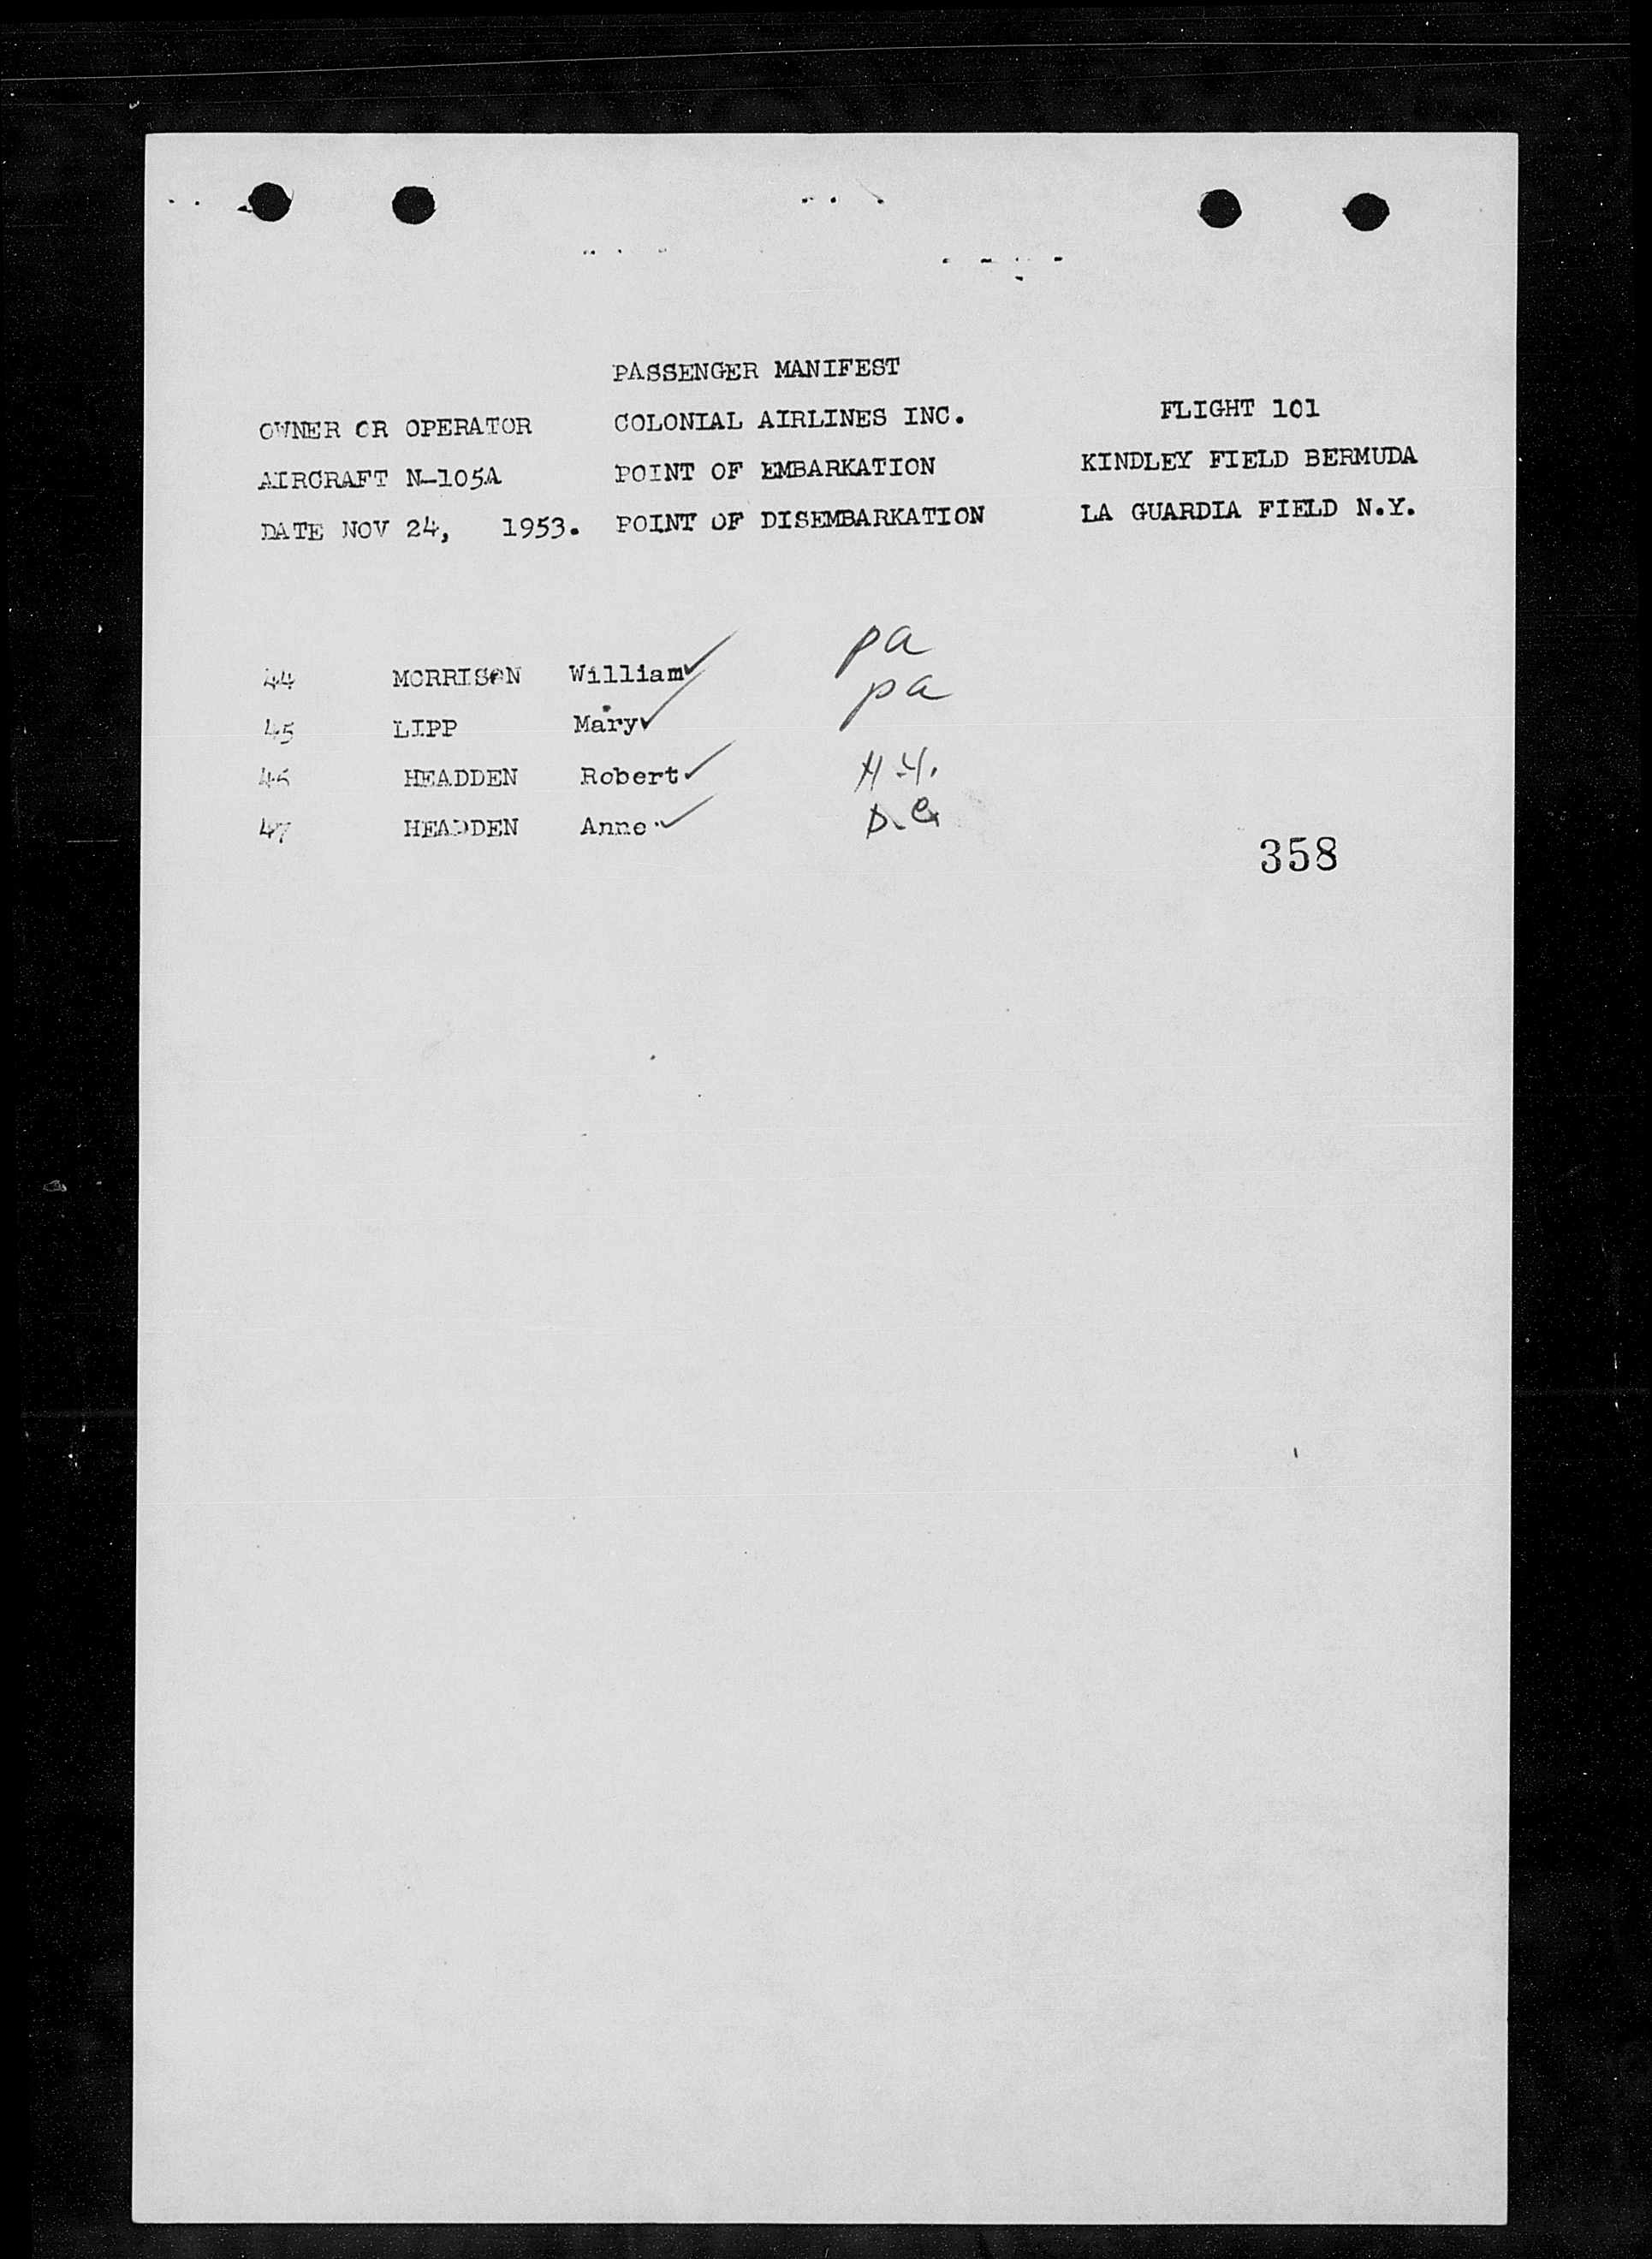 PASSENGER MANIFEST
OWNER OR OPERATOR COLONIAL AIRLINES INC. FLIGHT 101
AIRCRAFT N-105A POINT OF EMBARKATION KINDLEY FIELD BERMUDA
DATE NOV 24, 1953. POINT OF DISEMBARKATION LA GUARDIA FIELD N.Y.
44 MORRISON William✓ pa
45 LIPP Mary✓ pa
46 HEADDEN Robert✓
47 HEADDEN Anne✓
358